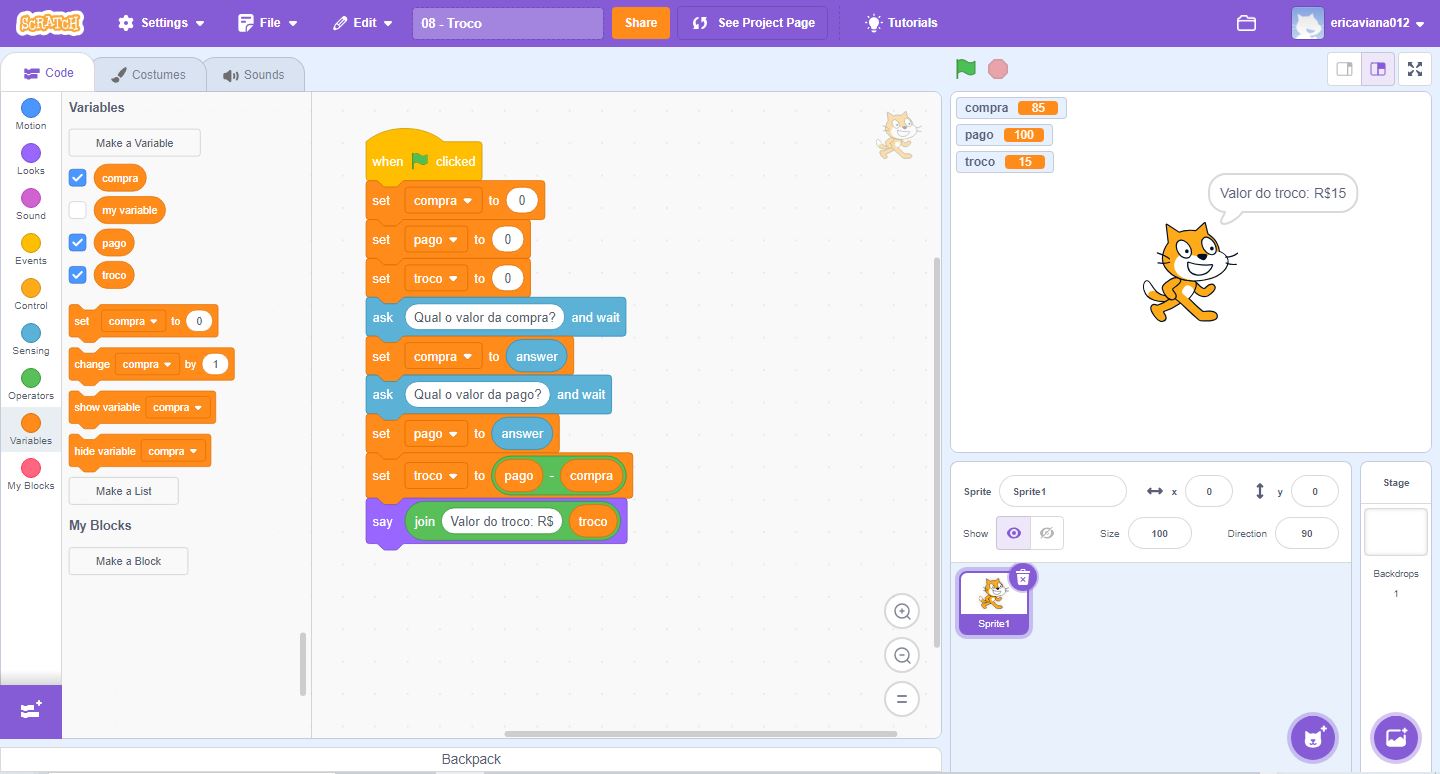 SCRATCH
Settings
File
Edit
08 - Troco
Share
See Project Page
Tutorials
ericaviana012
Code
Costumes
Sounds
Motion
Looks
Sound
Events
Control
Sensing
Operators
Variables
My Blocks
Variables
Make a Variable
compra
my variable
pago
troco
set compra to 0
change compra by 1
show variable compra
hide variable compra
Make a List
My Blocks
Make a Block
when clicked
set compra to 0
set pago to 0
set troco to 0
ask Qual o valor da compra? and wait
set compra to answer
ask Qual o valor da pago? and wait
set pago to answer
set troco to pago - compra
say join Valor do troco: R$ troco
Backpack
compra 85
pago 100
troco 15
Valor do troco: R$15
Sprite Sprite1 x 0 y 0
Show Size 100 Direction 90
Sprite1
Stage
Backdrops
1